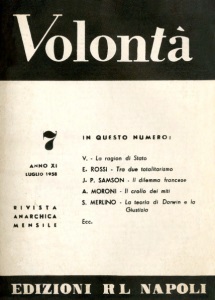 Volontà
7
ANNO XI
LUGLIO 1958
RIVISTA
ANARCHICA
MENSILE
IN QUESTO NUMERO:
V. - La ragion di Stato
E. ROSSI - Tra due totalitarismo
J. P. SAMSON - Il dilemma francese
A. MORONI - Il crollo dei miti
S. MERLINO - La teoria di Darwin e la
Giustizia
Ecc.
EDIZIONI RL NAPOLI